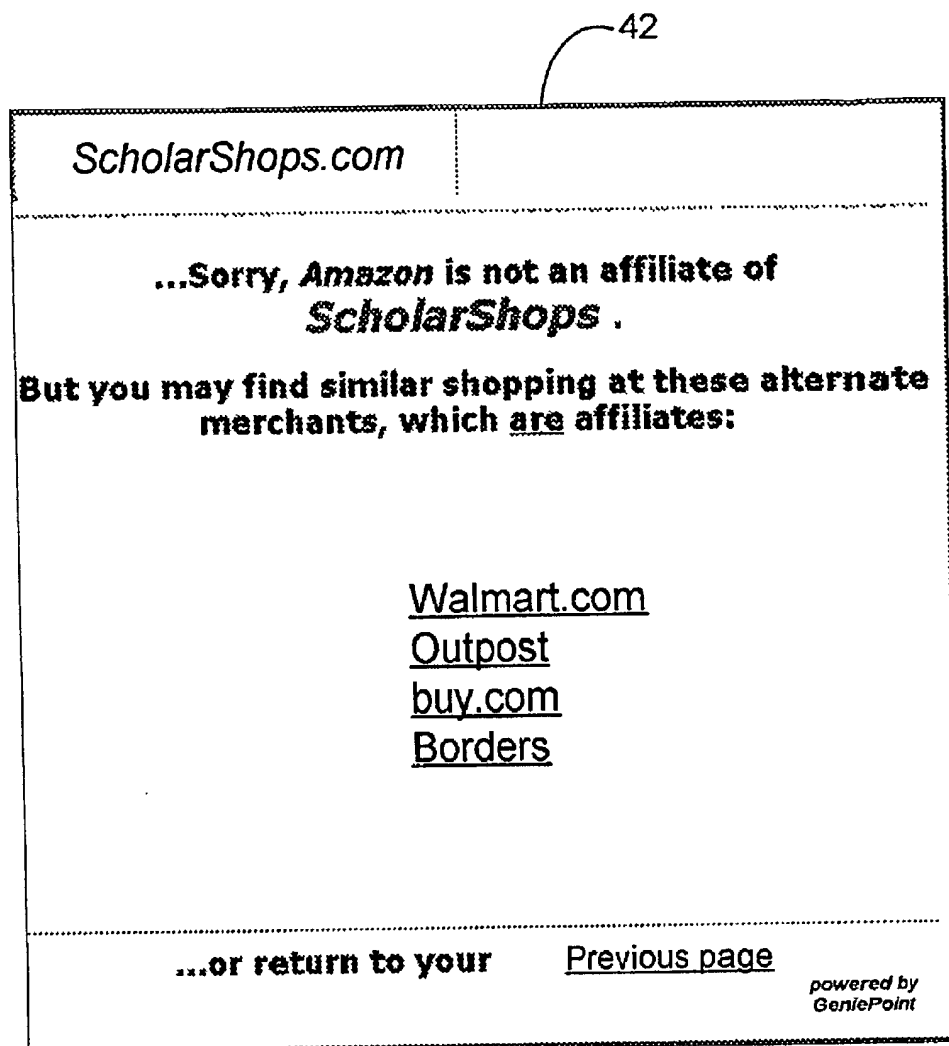 42
ScholarShops.com
...Sorry, Amazon is not an affiliate of
ScholarShops .
But you may find similar shopping at these alternate
merchants, which are affiliates:
Walmart.com
Outpost
buy.com
Borders
...or return to your Previous page
powered by
GeniePoint